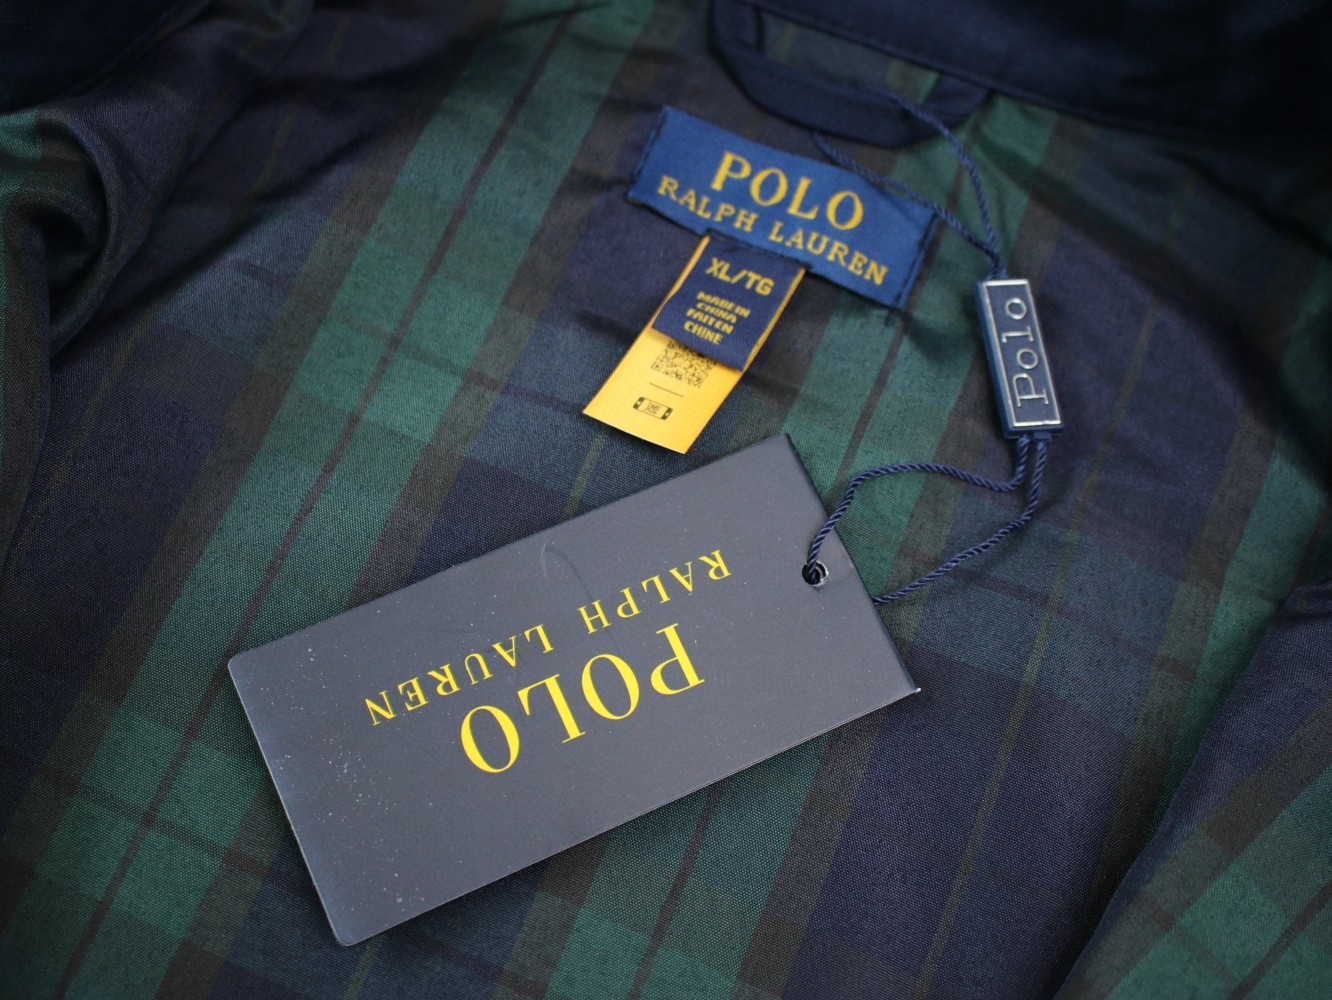 POLO
RALPH LAUREN
XL/TG
MADE IN
CHINA
FAIT EN
CHINE
Polo
POLO
RALPH LAUREN